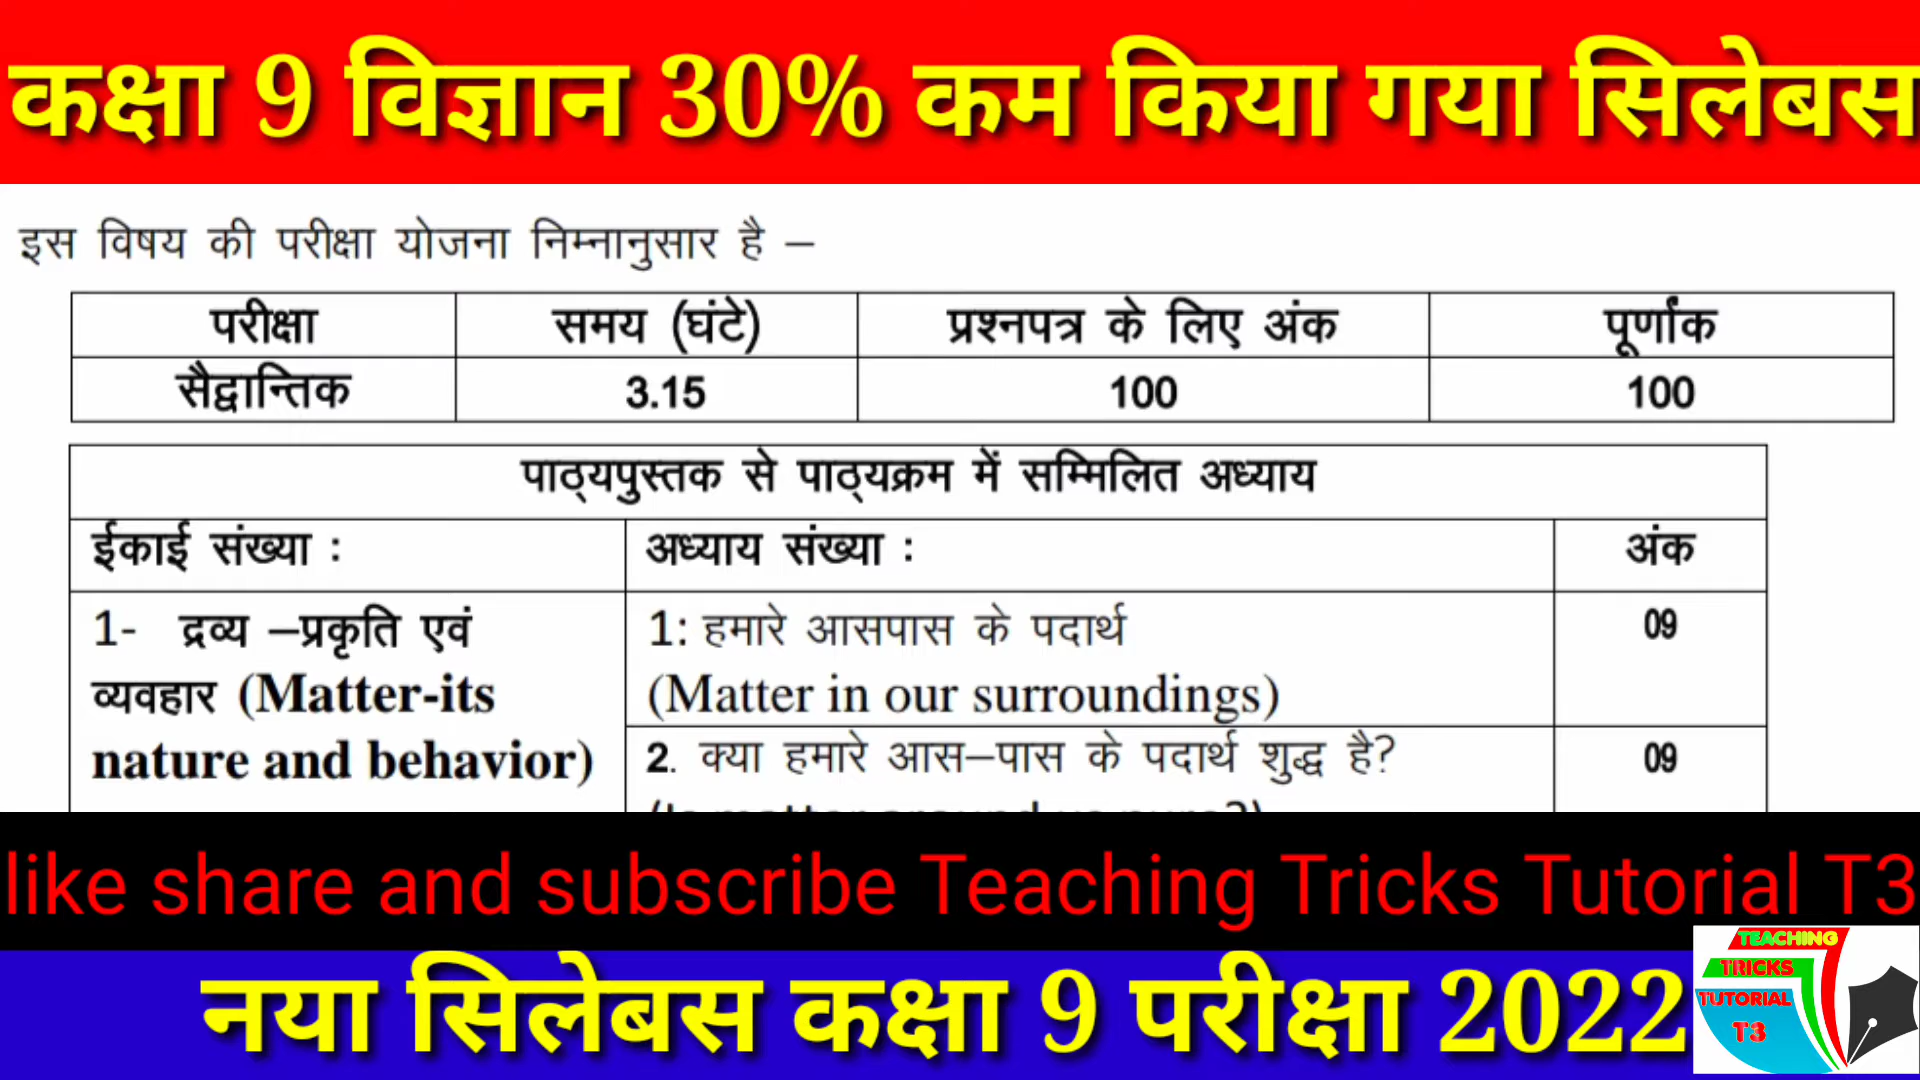 कक्षा 9 विज्ञान 30% कम किया गया सिलेबस
इस विषय की परीक्षा योजना निम्नानुसार है –
परीक्षा समय (घंटे) प्रश्नपत्र के लिए अंक पूर्णांक
सैद्वान्तिक 3.15 100 100
पाठ्यपुस्तक से पाठ्यक्रम में सम्मिलित अध्याय
ईकाई संख्या : अध्याय संख्या : अंक
1- द्रव्य –प्रकृति एवं 1: हमारे आसपास के पदार्थ 09
व्यवहार (Matter-its (Matter in our surroundings)
nature and behavior) 2. क्या हमारे आस–पास के पदार्थ शुद्ध है? 09
like share and subscribe Teaching Tricks Tutorial T3
नया सिलेबस कक्षा 9 परीक्षा 2022
TEACHING
TRICKS
TUTORIAL
T3